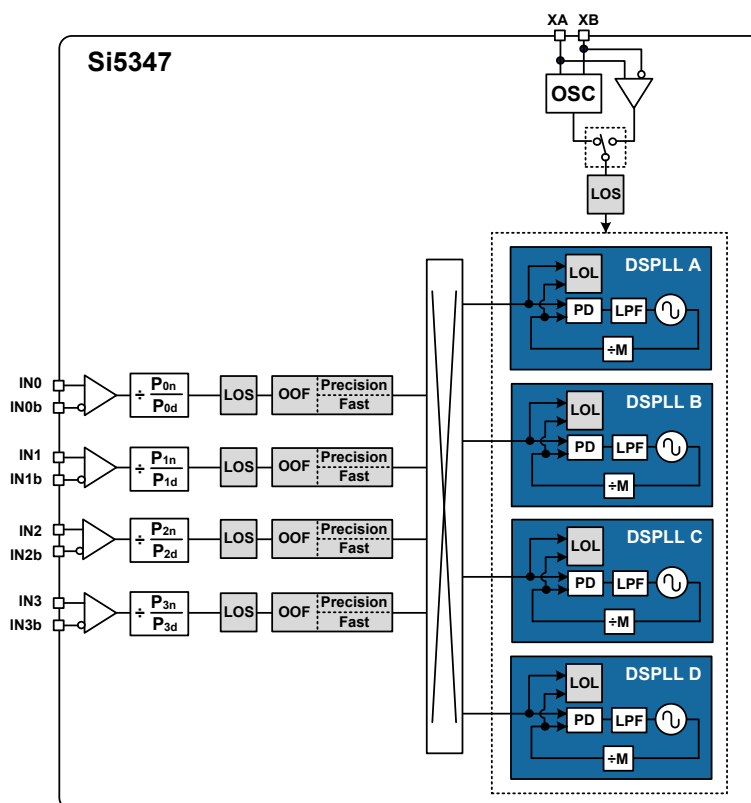 XA XB
Si5347
OSC
LOS
DSPLL A
LOL
PD LPF
÷M
IN0
IN0b
÷ P0n
P0d
LOS OOF Precision
Fast
DSPLL B
LOL
PD LPF
÷M
IN1
IN1b
÷ P1n
P1d
LOS OOF Precision
Fast
IN2
IN2b
÷ P2n
P2d
LOS OOF Precision
Fast
DSPLL C
LOL
PD LPF
÷M
IN3
IN3b
÷ P3n
P3d
LOS OOF Precision
Fast
DSPLL D
LOL
PD LPF
÷M